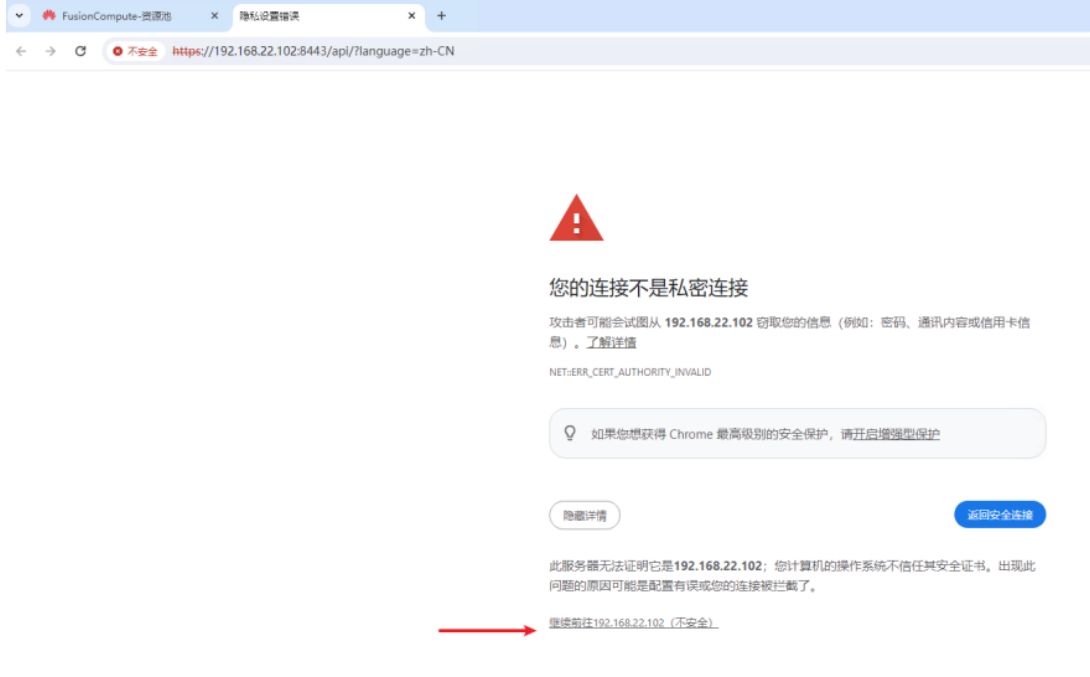 FusionCompute-资源池
隐私设置错误
不安全 https://192.168.22.102:8443/api/?language=zh-CN
您的连接不是私密连接
攻击者可能会试图从 192.168.22.102 窃取您的信息（例如：密码、通讯内容或信用卡信
息）。了解详情
NET::ERR_CERT_AUTHORITY_INVALID
如果您想获得 Chrome 最高级别的安全保护，请开启增强型保护
隐藏详情
返回安全连接
此服务器无法证明它是192.168.22.102；您计算机的操作系统不信任其安全证书。出现此
问题的原因可能是配置有误或您的连接被拦截了。
继续前往192.168.22.102（不安全）